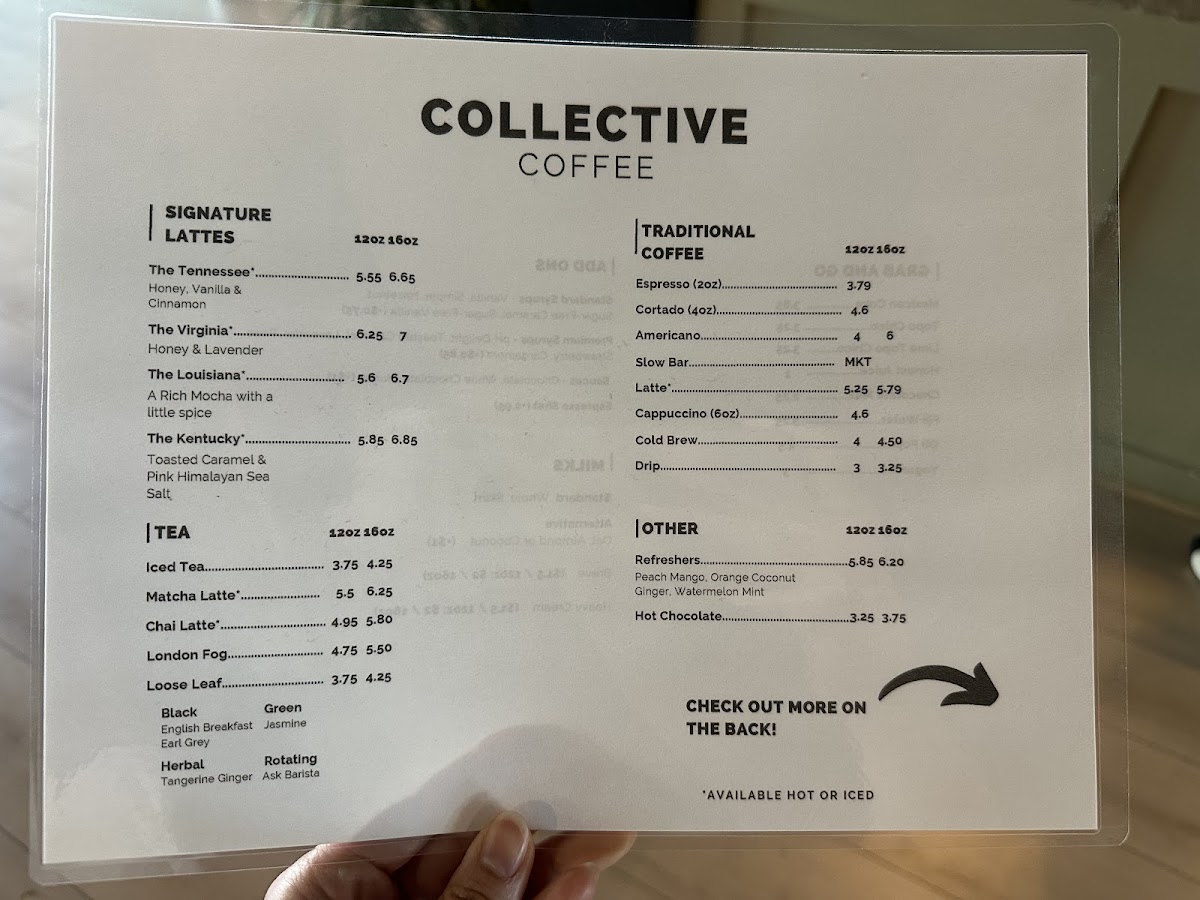 COLLECTIVE
COFFEE
SIGNATURE
LATTES 12oz 16oz
The Tennessee*........................... 5.55 6.65
Honey, Vanilla &
Cinnamon
The Virginia*................................... 6.25 7
Honey & Lavender
The Louisiana*............................. 5.6 6.7
A Rich Mocha with a
little spice
The Kentucky*............................... 5.85 6.85
Toasted Caramel &
Pink Himalayan Sea
Salt
TEA 12oz 16oz
Iced Tea................................... 3.75 4.25
Matcha Latte*....................... 5.5 6.25
Chai Latte*............................... 4.95 5.80
London Fog............................ 4.75 5.50
Loose Leaf.............................. 3.75 4.25
Black Green
English Breakfast Jasmine
Earl Grey
Herbal Rotating
Tangerine Ginger Ask Barista
TRADITIONAL
COFFEE 12oz 16oz
Espresso (2oz)................................. 3.79
Cortado (4oz)................................... 4.6
Americano....................................... 4 6
Slow Bar........................................... MKT
Latte*................................................ 5.25 5.79
Cappuccino (6oz)............................ 4.6
Cold Brew........................................ 4 4.50
Drip.................................................... 3 3.25
OTHER 12oz 16oz
Refreshers..........................................5.85 6.20
Peach Mango, Orange Coconut
Ginger, Watermelon Mint
Hot Chocolate....................................3.25 3.75
CHECK OUT MORE ON
THE BACK!
*AVAILABLE HOT OR ICED